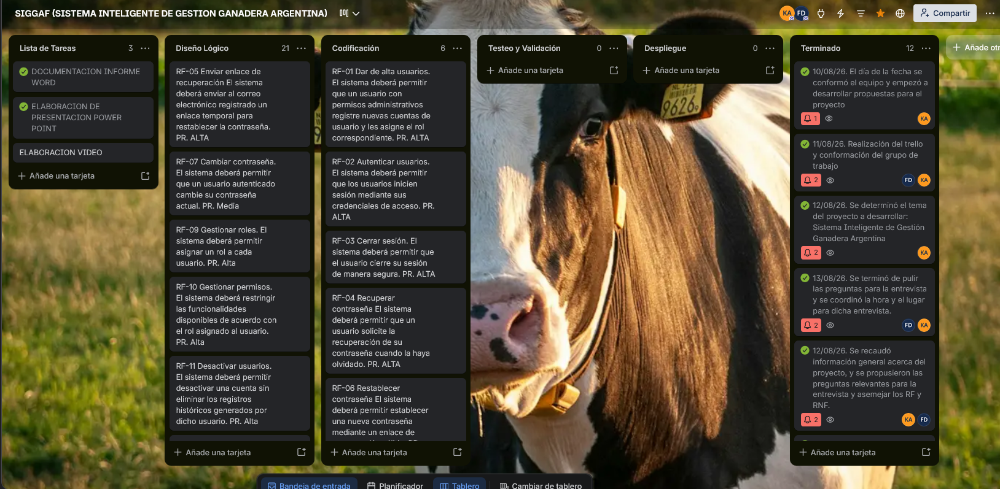 SIGGAF (SISTEMA INTELIGENTE DE GESTION GANADERA ARGENTINA)
KA
FD
Compartir
Lista de Tareas 3
DOCUMENTACION INFORME
WORD
ELABORACION DE
PRESENTACION POWER
POINT
ELABORACION VIDEO
Añade una tarjeta
Diseño Lógico 21
RF-05 Enviar enlace de
recuperación El sistema
deberá enviar al correo
electrónico registrado un
enlace temporal para
restablecer la contraseña.
PR. ALTA
RF-07 Cambiar contraseña.
El sistema deberá permitir
que un usuario autenticado
cambie su contraseña
actual. PR. Media
RF-09 Gestionar roles. El
sistema deberá permitir
asignar un rol a cada
usuario. PR. Alta
RF-10 Gestionar permisos.
El sistema deberá restringir
las funcionalidades
disponibles de acuerdo con
el rol asignado al usuario.
PR. Alta
RF-11 Desactivar usuarios.
El sistema deberá permitir
desactivar una cuenta sin
eliminar los registros
históricos generados por
dicho usuario. PR. Alta
Añade una tarjeta
Codificación 6
RF-01 Dar de alta usuarios.
El sistema deberá permitir
que un usuario con
permisos administrativos
registre nuevas cuentas de
usuario y les asigne el rol
correspondiente. PR. ALTA
RF-02 Autenticar usuarios.
El sistema deberá permitir
que los usuarios inicien
sesión mediante sus
credenciales de acceso. PR.
ALTA
RF-03 Cerrar sesión. El
sistema deberá permitir que
el usuario cierre su sesión
de manera segura. PR. ALTA
RF-04 Recuperar
contraseña El sistema
deberá permitir que un
usuario solicite la
recuperación de su
contraseña cuando la haya
olvidado. PR. ALTA
RF-06 Restablecer
contraseña El sistema
deberá permitir establecer
una nueva contraseña
mediante un enlace de
Añade una tarjeta
Testeo y Validación 0
Añade una tarjeta
Despliegue 0
Añade una tarjeta
9626
Terminado 12
10/08/26. El día de la fecha se
conformó el equipo y empezó a
desarrollar propuestas para el
proyecto
1 KA
11/08/26. Realización del trello
y conformación del grupo de
trabajo
2 FD KA
12/08/26. Se determinó el tema
del proyecto a desarrollar:
Sistema Inteligente de Gestión
Ganadera Argentina
2 KA
13/08/26. Se terminó de pulir
las preguntas para la entrevista
y se coordinó la hora y el lugar
para dicha entrevista.
2 FD KA
12/08/26. Se recaudó
información general acerca del
proyecto, y se propusieron las
preguntas relevantes para la
entrevista y asemejar los RF y
RNF.
2 KA FD
Añade una tarjeta
Añade otr
Bandeja de entrada
Planificador
Tablero
Cambiar de tablero